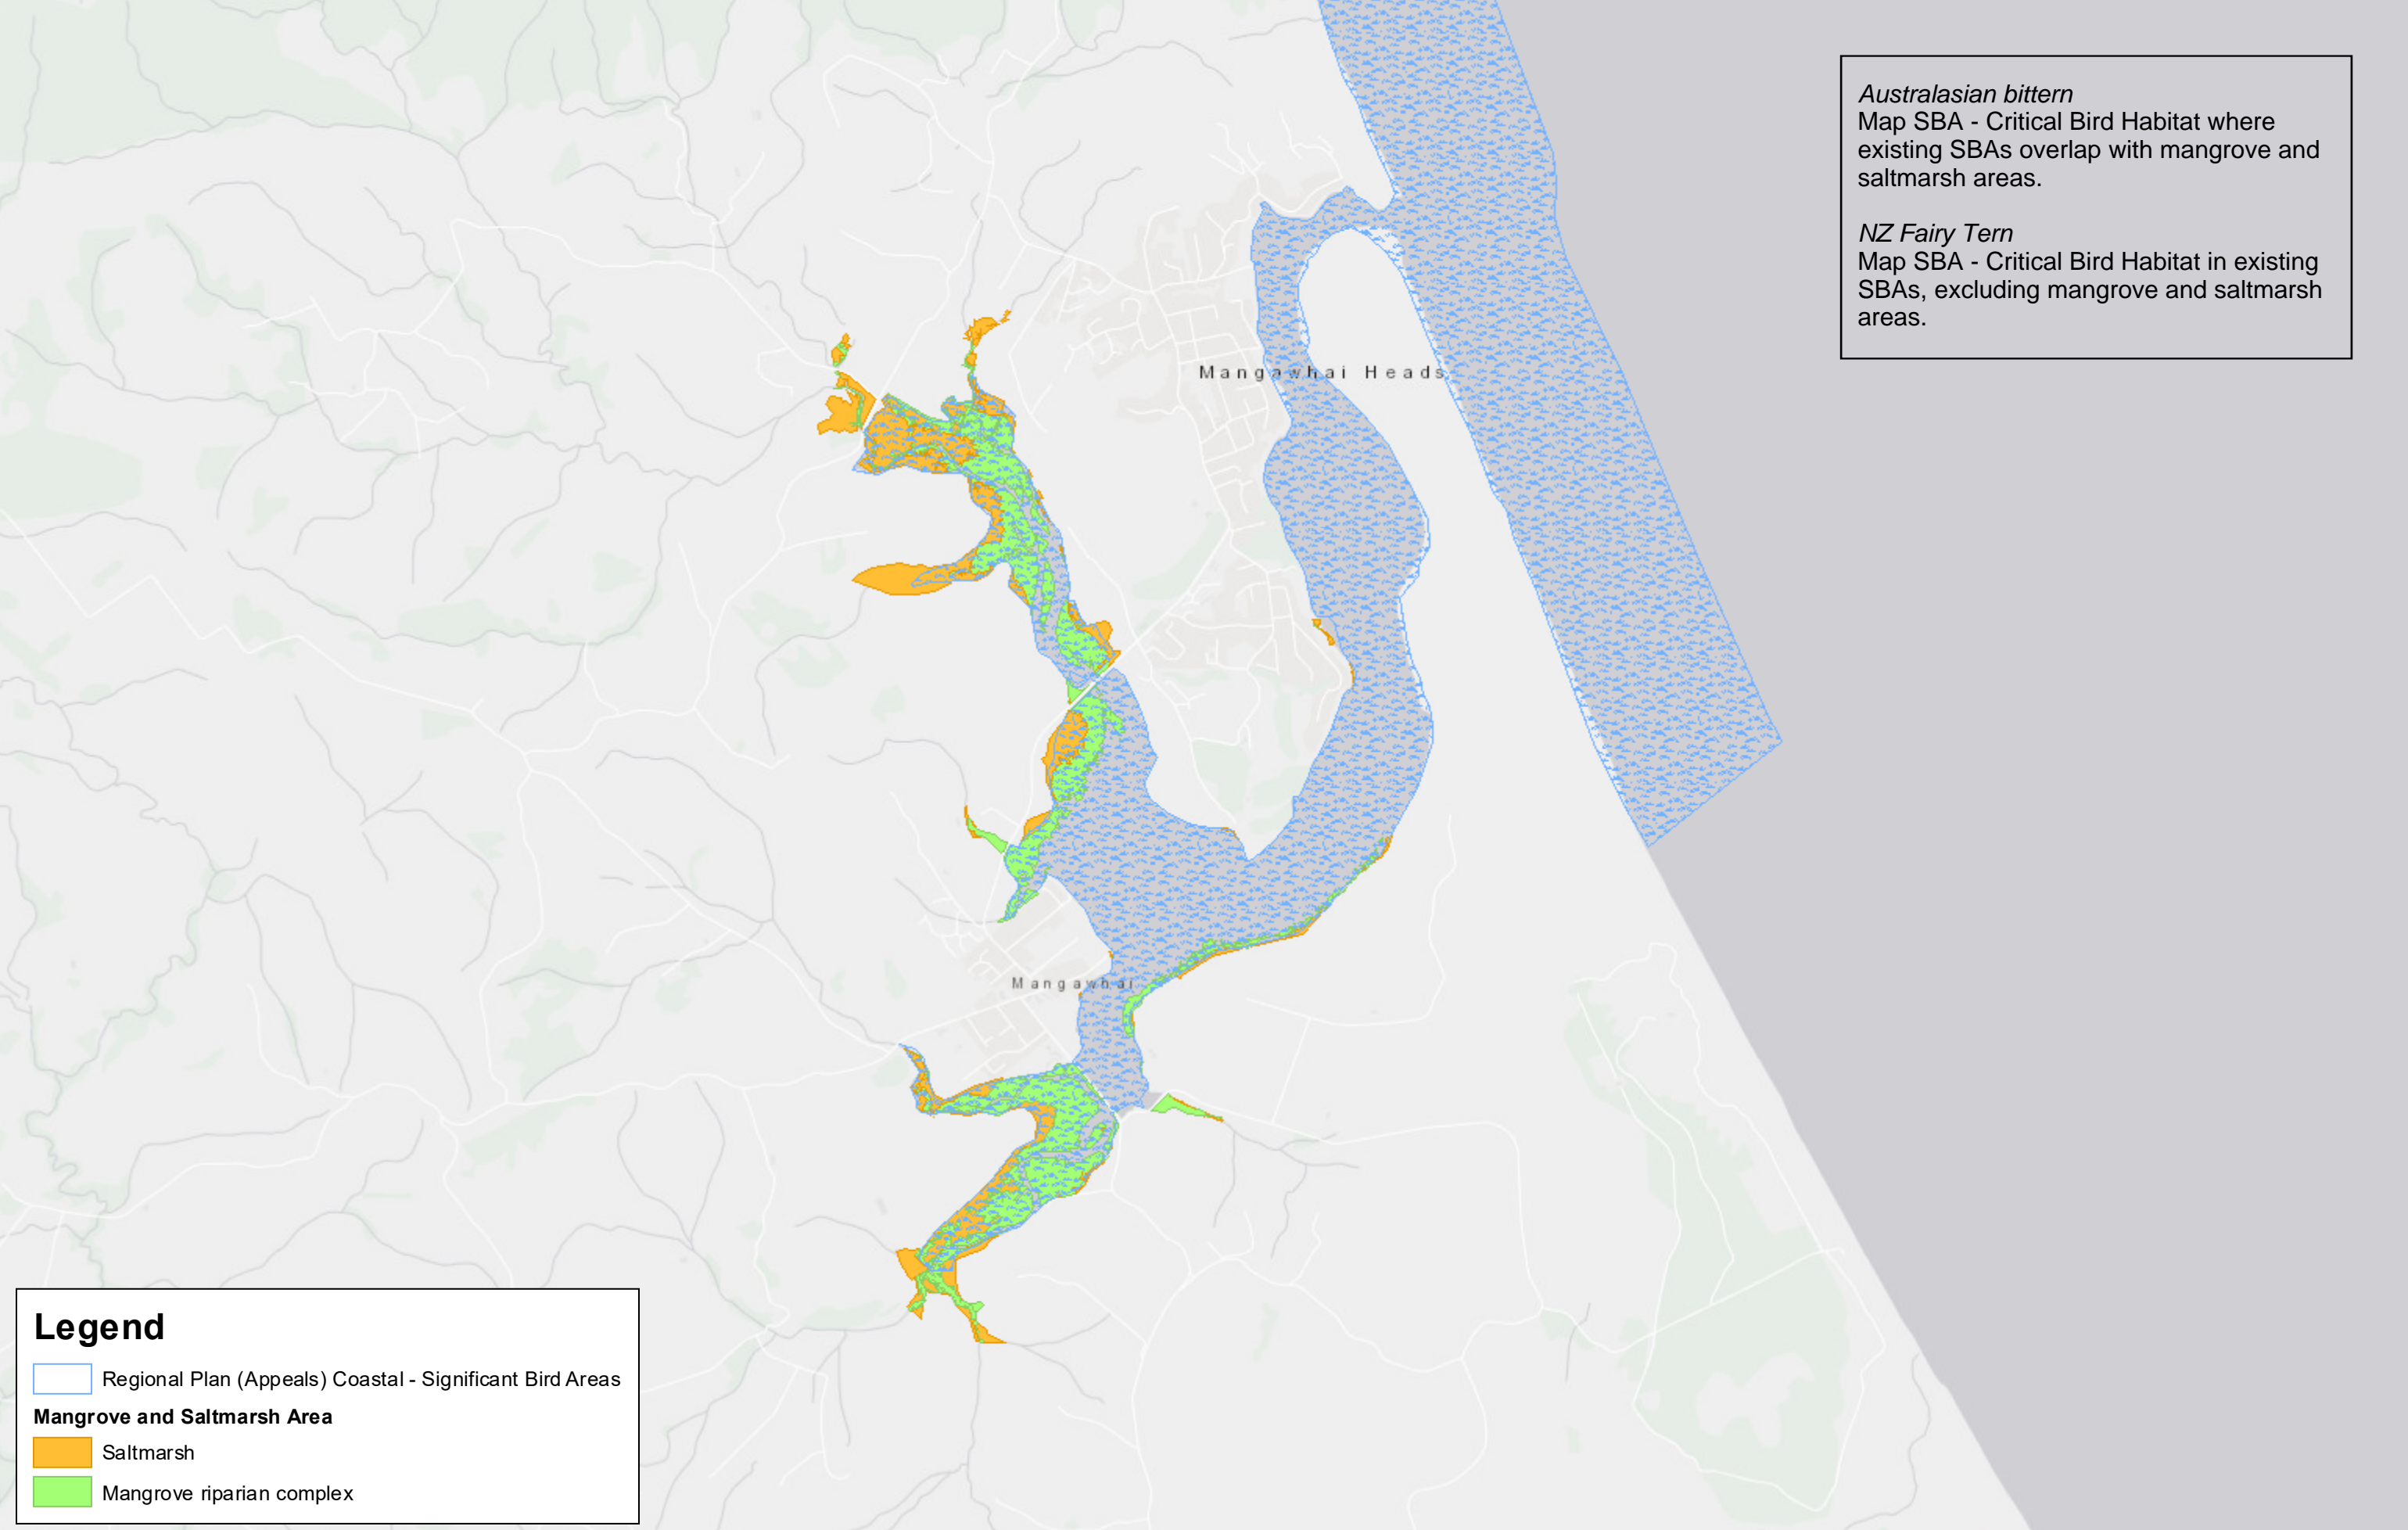 Australasian bittern
Map SBA - Critical Bird Habitat where
existing SBAs overlap with mangrove and
saltmarsh areas.
NZ Fairy Tern
Map SBA - Critical Bird Habitat in existing
SBAs, excluding mangrove and saltmarsh
areas.
Mangawhai Heads
Mangawhai
Legend
Regional Plan (Appeals) Coastal - Significant Bird Areas
Mangrove and Saltmarsh Area
Saltmarsh
Mangrove riparian complex